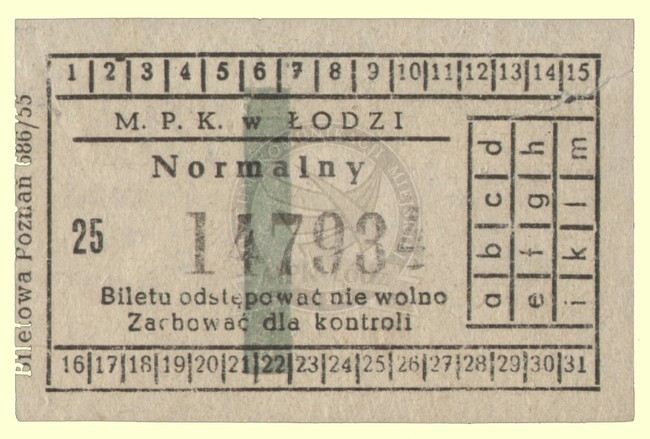 1 2 3 4 5 6 7 8 9 10 11 12 13 14 15
M. P. K. w ŁODZI
Normalny
25
Biletu odstępować nie wolno
Zachować dla kontroli
16 17 18 19 20 21 22 23 24 25 26 27 28 29 30 31
a b c d
e f g h
i k l m
Biletowa Poznań 686/55